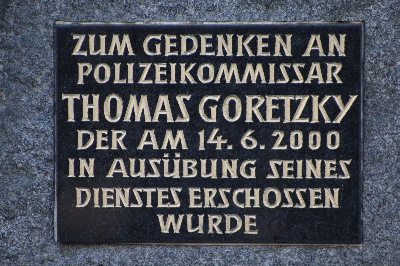 ZUM GEDENKEN AN
POLIZEIKOMMISSAR
THOMAS GORETZKY
DER AM 14. 6. 2000
IN AUSÜBUNG SEINES
DIENSTES ERSCHOSSEN
WURDE